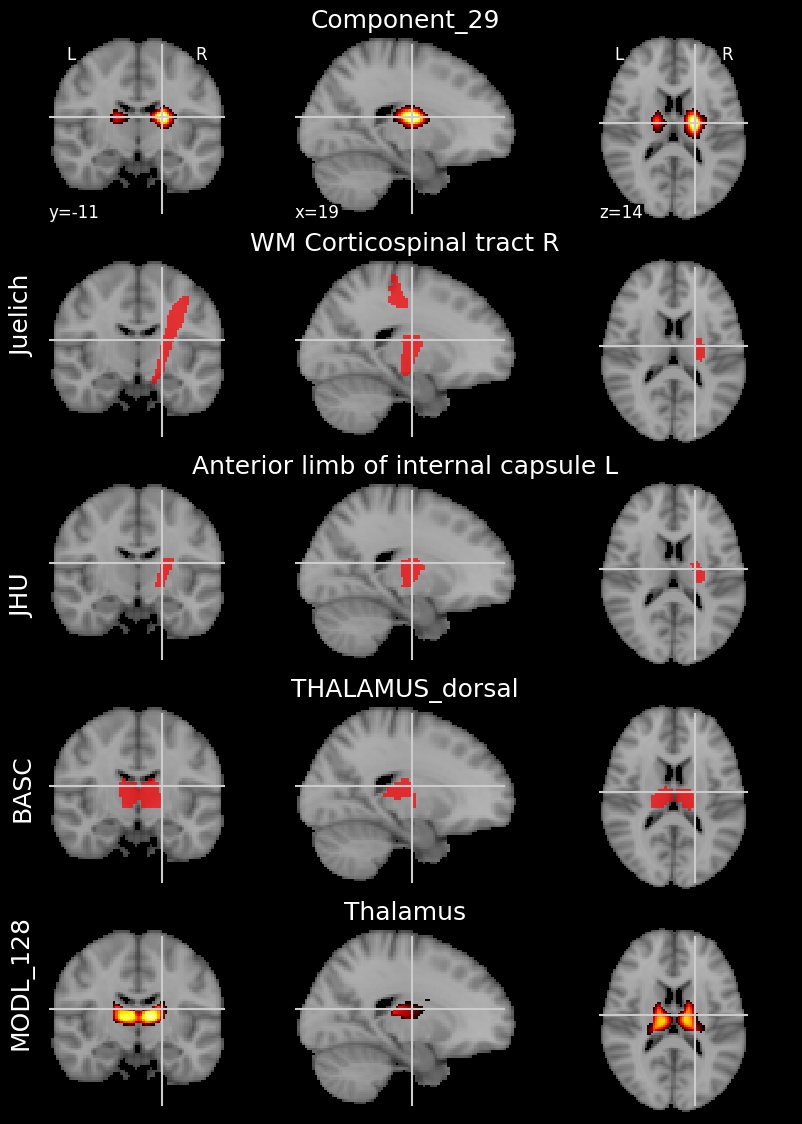 Component_29
L R
L R
y=-11
x=19
z=14
WM Corticospinal tract R
Juelich
Anterior limb of internal capsule L
JHU
THALAMUS_dorsal
BASC
Thalamus
MODL_128